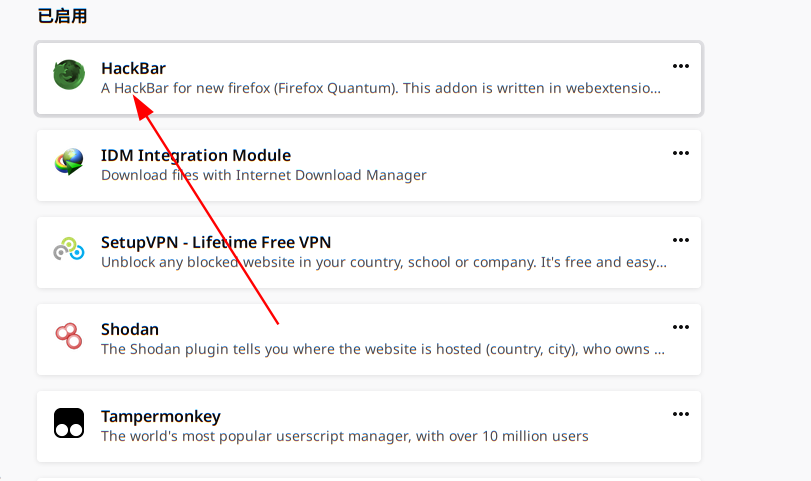 已启用
HackBar
A HackBar for new firefox (Firefox Quantum). This addon is written in webextensio...
IDM Integration Module
Download files with Internet Download Manager
SetupVPN - Lifetime Free VPN
Unblock any blocked website in your country, school or company. It's free and easy...
Shodan
The Shodan plugin tells you where the website is hosted (country, city), who owns ...
Tampermonkey
The world's most popular userscript manager, with over 10 million users